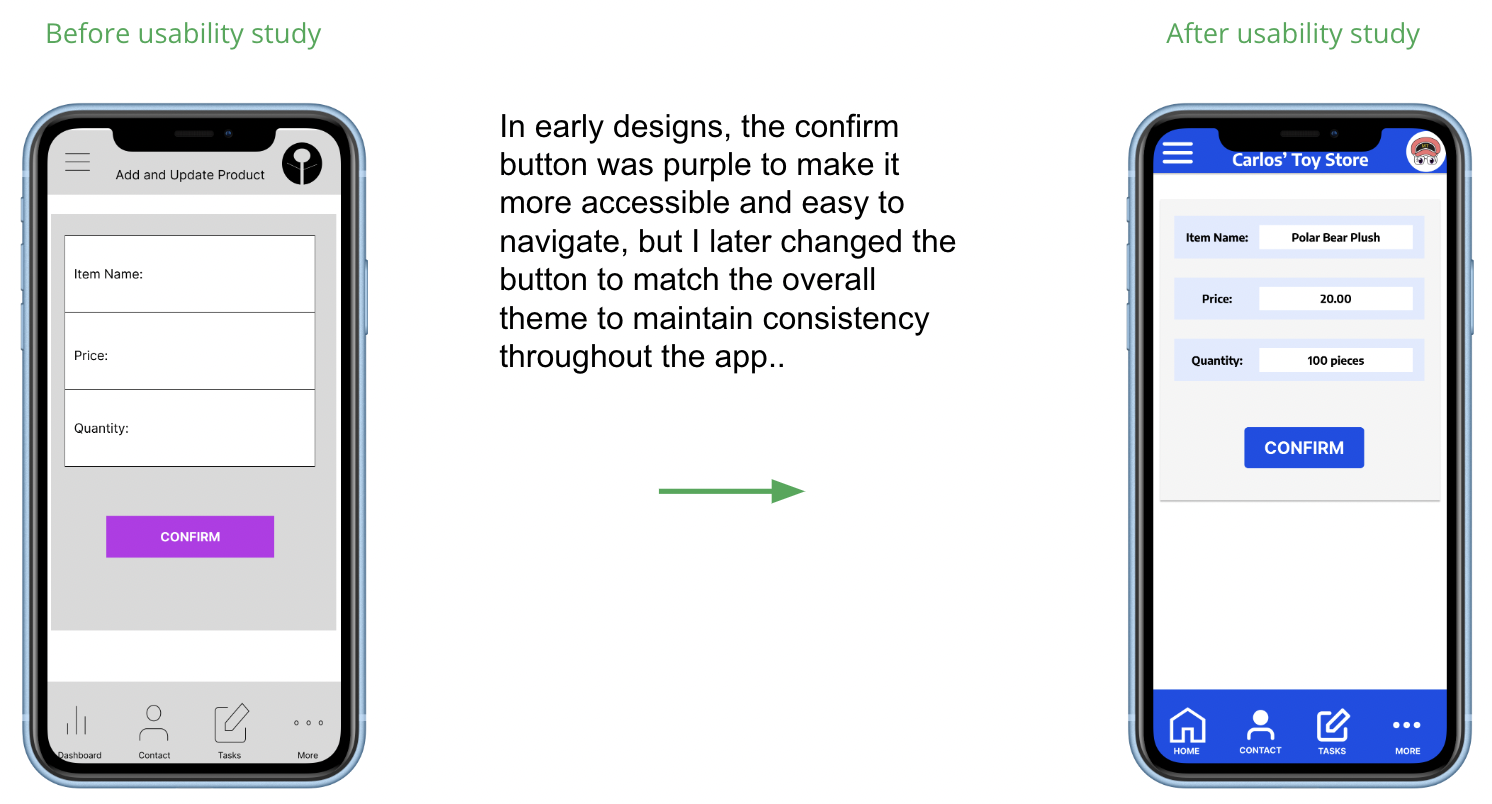 Before usability study
After usability study
Add and Update Product
Item Name:
Price:
Quantity:
CONFIRM
Dashboard
Contact
Tasks
More
In early designs, the confirm
button was purple to make it
more accessible and easy to
navigate, but I later changed the
button to match the overall
theme to maintain consistency
throughout the app..
Carlos’ Toy Store
Item Name: Polar Bear Plush
Price: 20.00
Quantity: 100 pieces
CONFIRM
HOME
CONTACT
TASKS
MORE